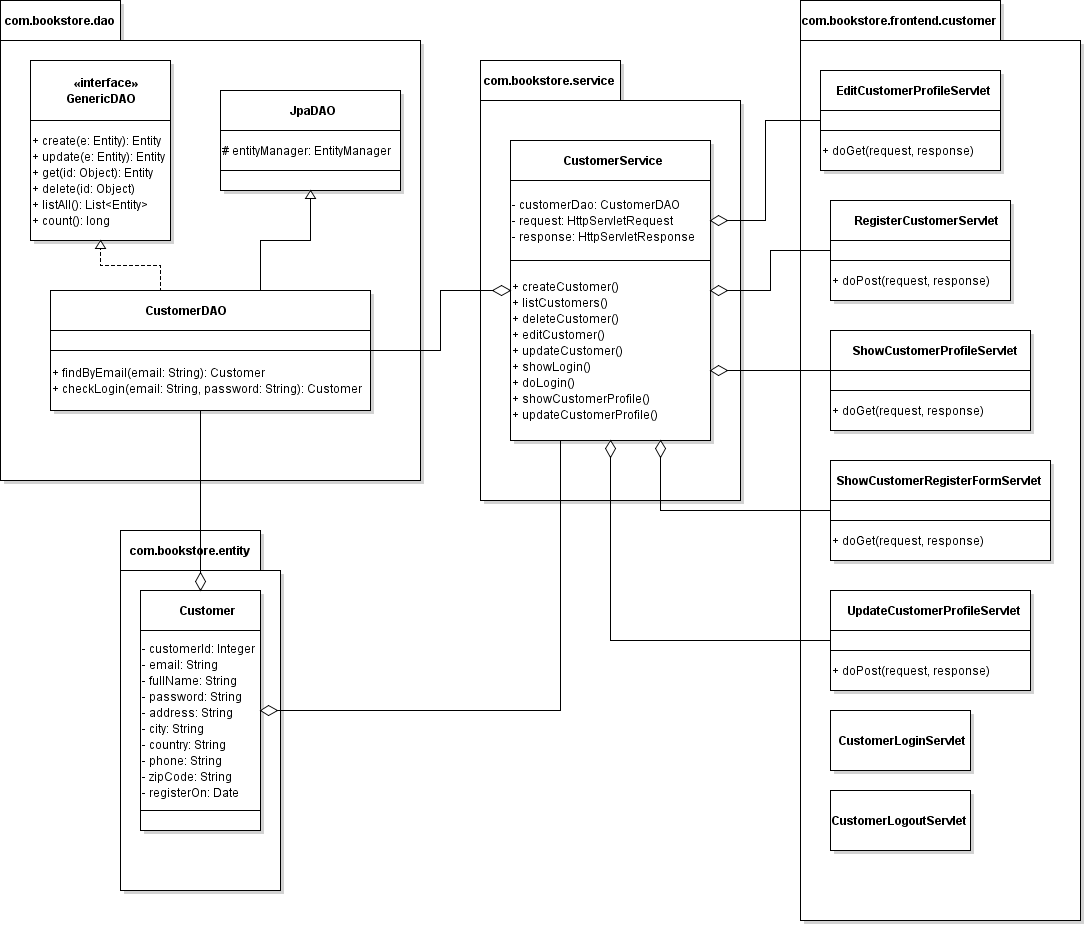 com.bookstore.dao
«interface»
GenericDAO
+ create(e: Entity): Entity
+ update(e: Entity): Entity
+ get(id: Object): Entity
+ delete(id: Object)
+ listAll(): List<Entity>
+ count(): long
JpaDAO
# entityManager: EntityManager
CustomerDAO
+ findByEmail(email: String): Customer
+ checkLogin(email: String, password: String): Customer
com.bookstore.entity
Customer
- customerId: Integer
- email: String
- fullName: String
- password: String
- address: String
- city: String
- country: String
- phone: String
- zipCode: String
- registerOn: Date
com.bookstore.service
CustomerService
- customerDao: CustomerDAO
- request: HttpServletRequest
- response: HttpServletResponse
+ createCustomer()
+ listCustomers()
+ deleteCustomer()
+ editCustomer()
+ updateCustomer()
+ showLogin()
+ doLogin()
+ showCustomerProfile()
+ updateCustomerProfile()
com.bookstore.frontend.customer
EditCustomerProfileServlet
+ doGet(request, response)
RegisterCustomerServlet
+ doPost(request, response)
ShowCustomerProfileServlet
+ doGet(request, response)
ShowCustomerRegisterFormServlet
+ doGet(request, response)
UpdateCustomerProfileServlet
+ doPost(request, response)
CustomerLoginServlet
CustomerLogoutServlet